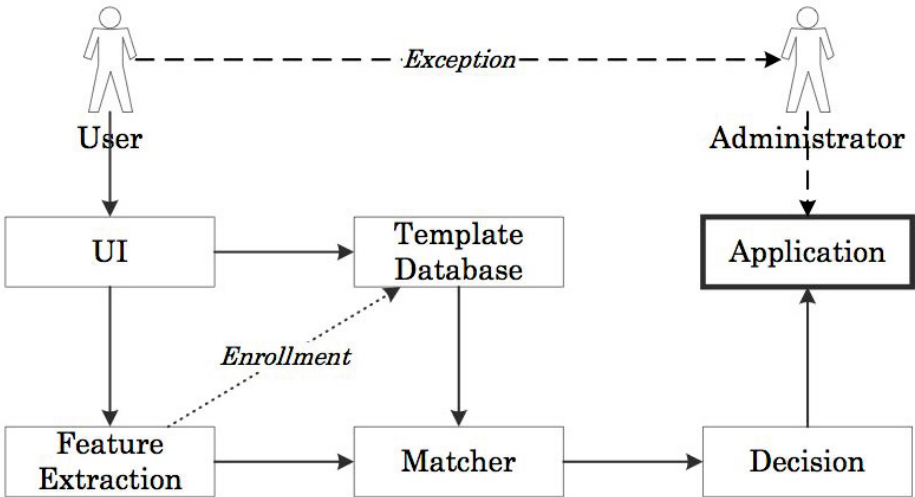 Exception
User
Administrator
UI
Template
Database
Application
Enrollment
Feature
Extraction
Matcher
Decision